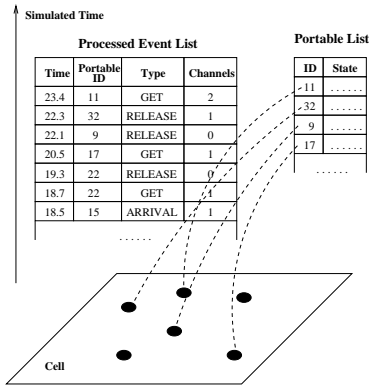 Simulated Time
Processed Event List
Time Portable ID Type Channels
23.4 11 GET 2
22.3 32 RELEASE 1
22.1 9 RELEASE 0
20.5 17 GET 1
19.3 22 RELEASE 0
18.7 22 GET 1
18.5 15 ARRIVAL 1
. . . . . .
Portable List
ID State
11 . . . . . .
32 . . . . . .
9 . . . . . .
17 . . . . . .
. . . . . .
Cell